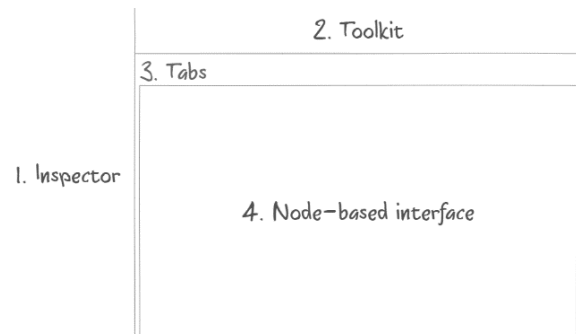 2. Toolkit
3. Tabs
1. Inspector
4. Node-based interface